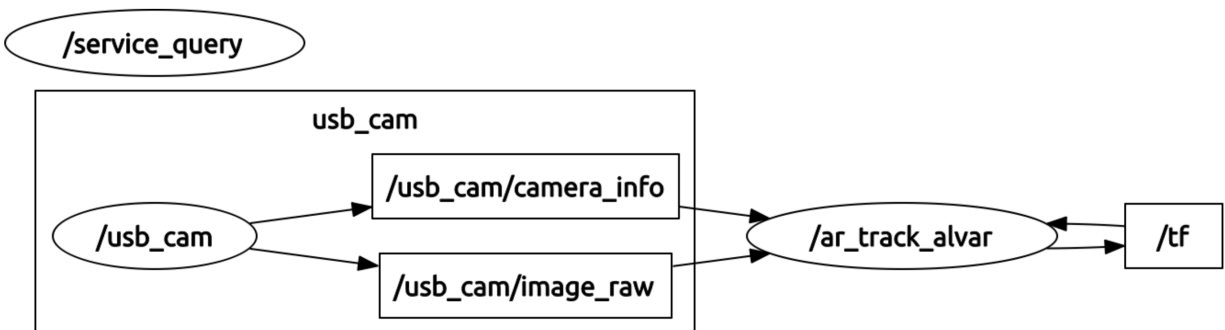 /service_query
usb_cam
/usb_cam/camera_info
/usb_cam
/ar_track_alvar
/tf
/usb_cam/image_raw